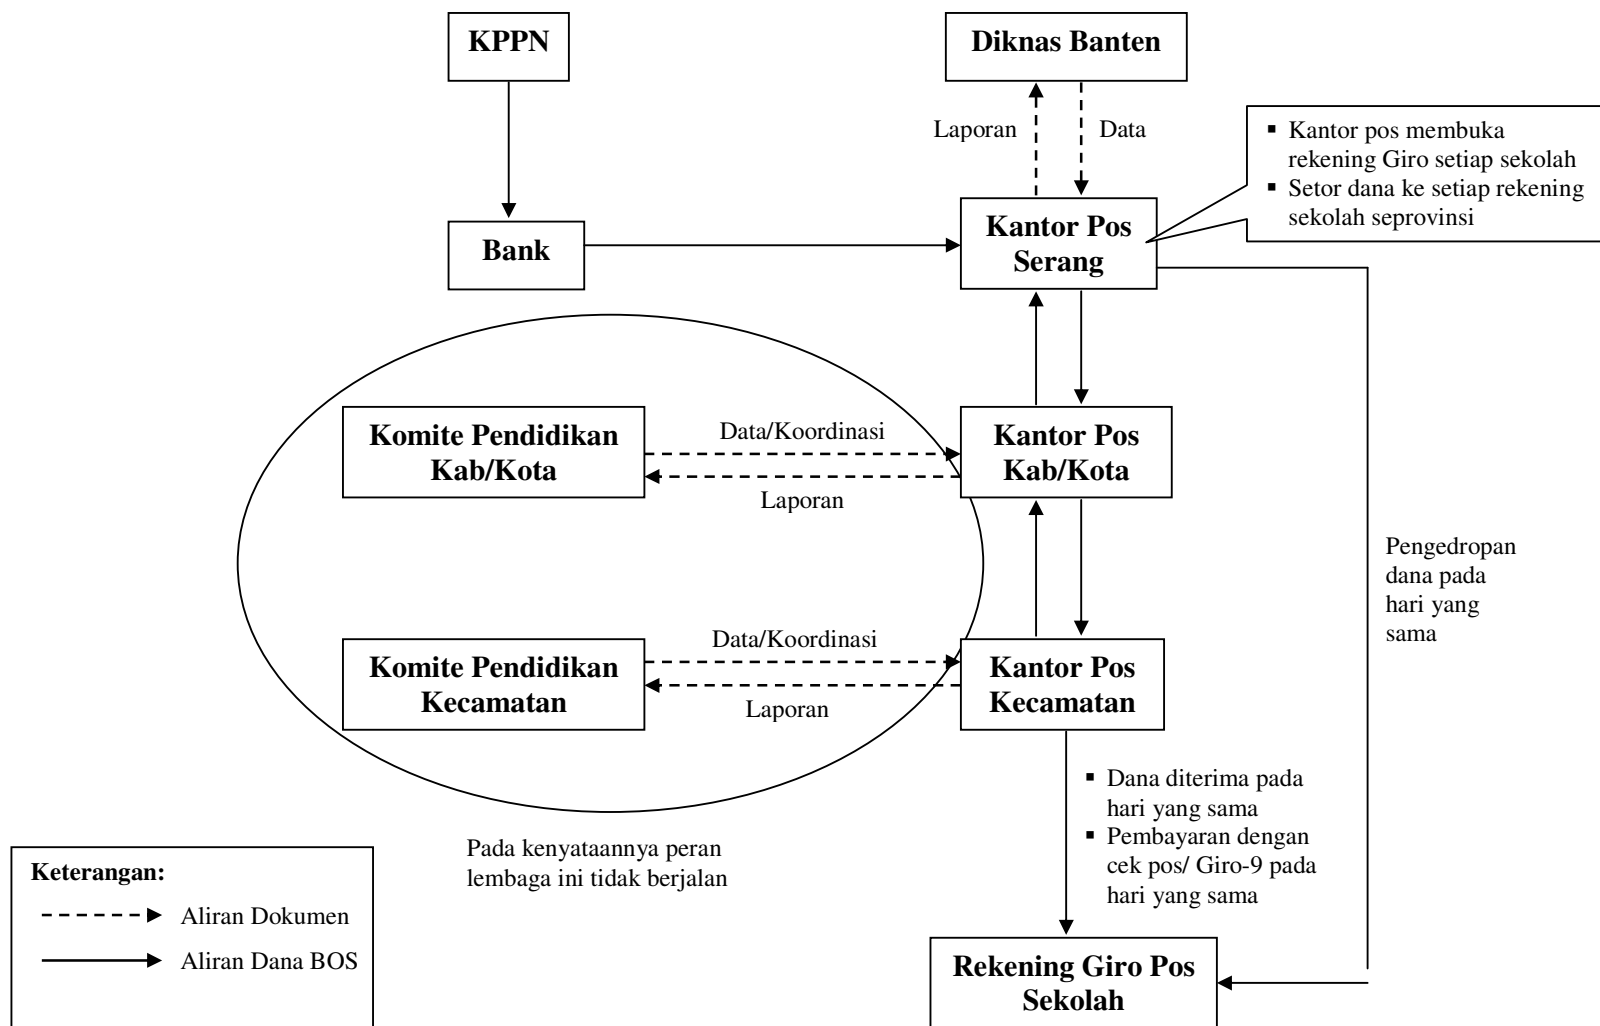 KPPN
Diknas Banten
Laporan
Data
▪ Kantor pos membuka
rekening Giro setiap sekolah
▪ Setor dana ke setiap rekening
sekolah seprovinsi
Bank
Kantor Pos
Serang
Komite Pendidikan
Kab/Kota
Data/Koordinasi
Laporan
Kantor Pos
Kab/Kota
Pengedropan
dana pada
hari yang
sama
Komite Pendidikan
Kecamatan
Data/Koordinasi
Laporan
Kantor Pos
Kecamatan
▪ Dana diterima pada
hari yang sama
▪ Pembayaran dengan
cek pos/ Giro-9 pada
hari yang sama
Pada kenyataannya peran
lembaga ini tidak berjalan
Keterangan:
Aliran Dokumen
Aliran Dana BOS
Rekening Giro Pos
Sekolah